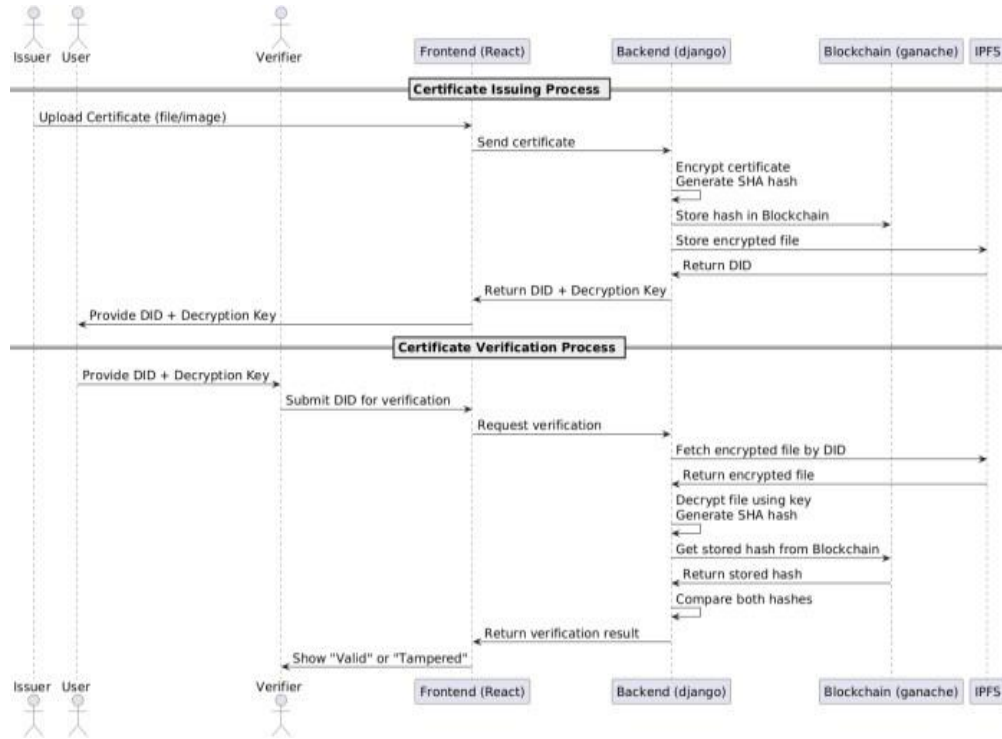 Issuer User Verifier Frontend (React) Backend (django) Blockchain (ganache) IPFS
Certificate Issuing Process
Upload Certificate (file/image)
Send certificate
Encrypt certificate
Generate SHA hash
Store hash in Blockchain
Store encrypted file
Return DID
Return DID + Decryption Key
Provide DID + Decryption Key
Certificate Verification Process
Provide DID + Decryption Key
Submit DID for verification
Request verification
Fetch encrypted file by DID
Return encrypted file
Decrypt file using key
Generate SHA hash
Get stored hash from Blockchain
Return stored hash
Compare both hashes
Return verification result
Show "Valid" or "Tampered"
Issuer User Verifier Frontend (React) Backend (django) Blockchain (ganache) IPFS